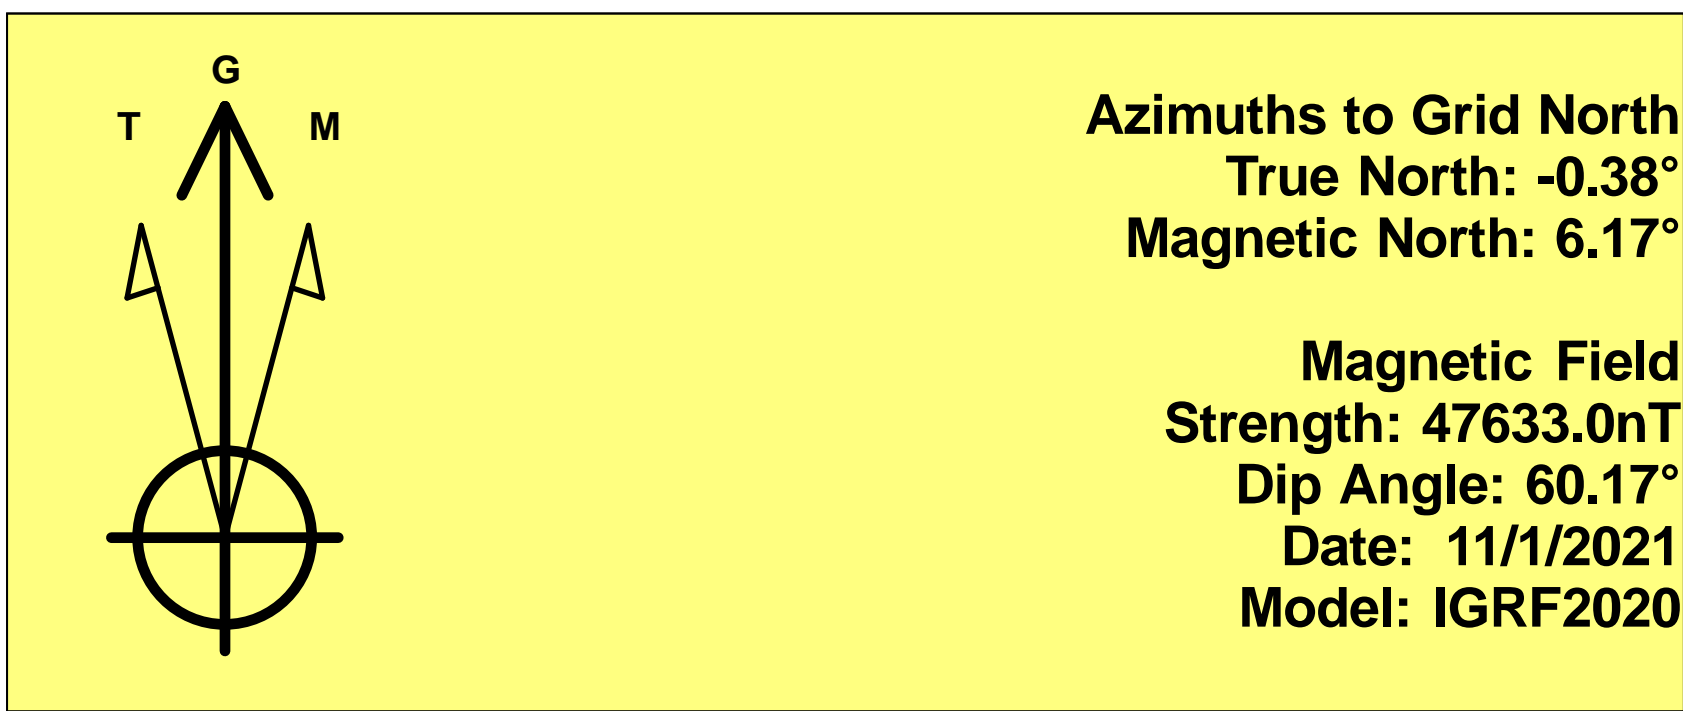 G
T M
Azimuths to Grid North
True North: -0.38°
Magnetic North: 6.17°
Magnetic Field
Strength: 47633.0nT
Dip Angle: 60.17°
Date: 11/1/2021
Model: IGRF2020